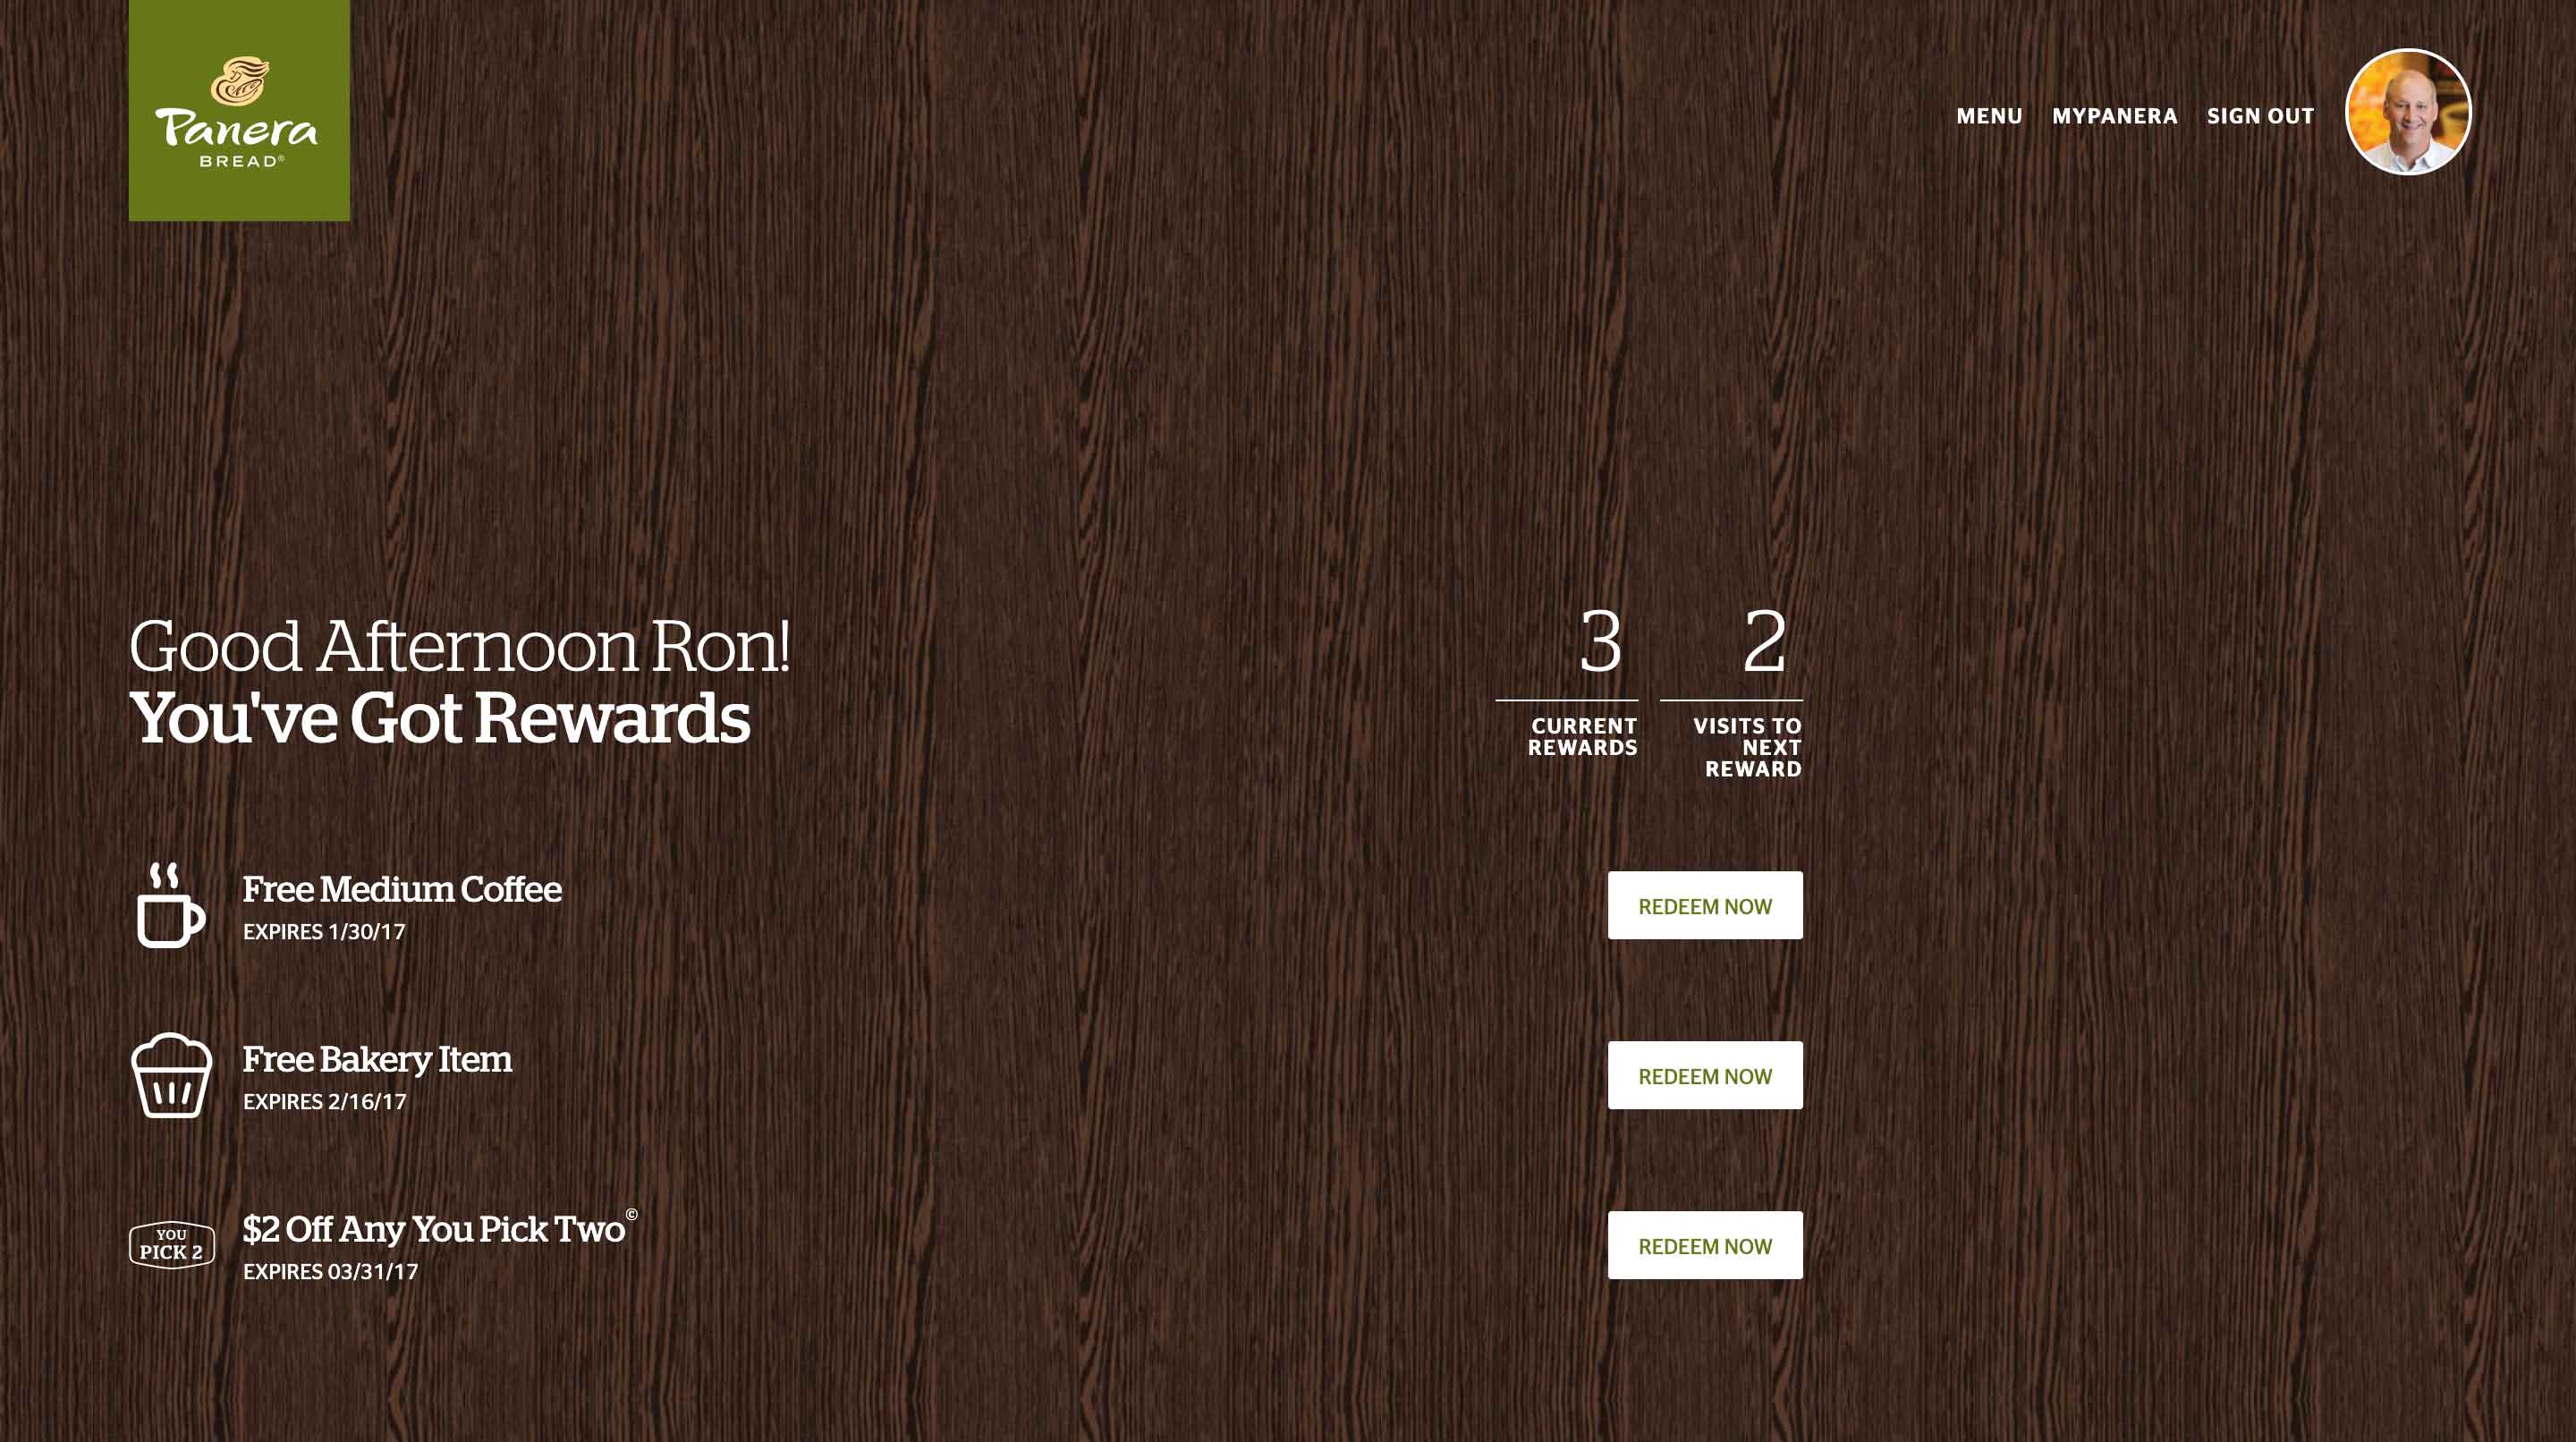 Panera
BREAD®
MENU MYPANERA SIGN OUT
Good Afternoon Ron!
You've Got Rewards
3
CURRENT
REWARDS
2
VISITS TO
NEXT
REWARD
Free Medium Coffee
EXPIRES 1/30/17
REDEEM NOW
Free Bakery Item
EXPIRES 2/16/17
REDEEM NOW
YOU
PICK 2
$2 Off Any You Pick Two©
EXPIRES 03/31/17
REDEEM NOW